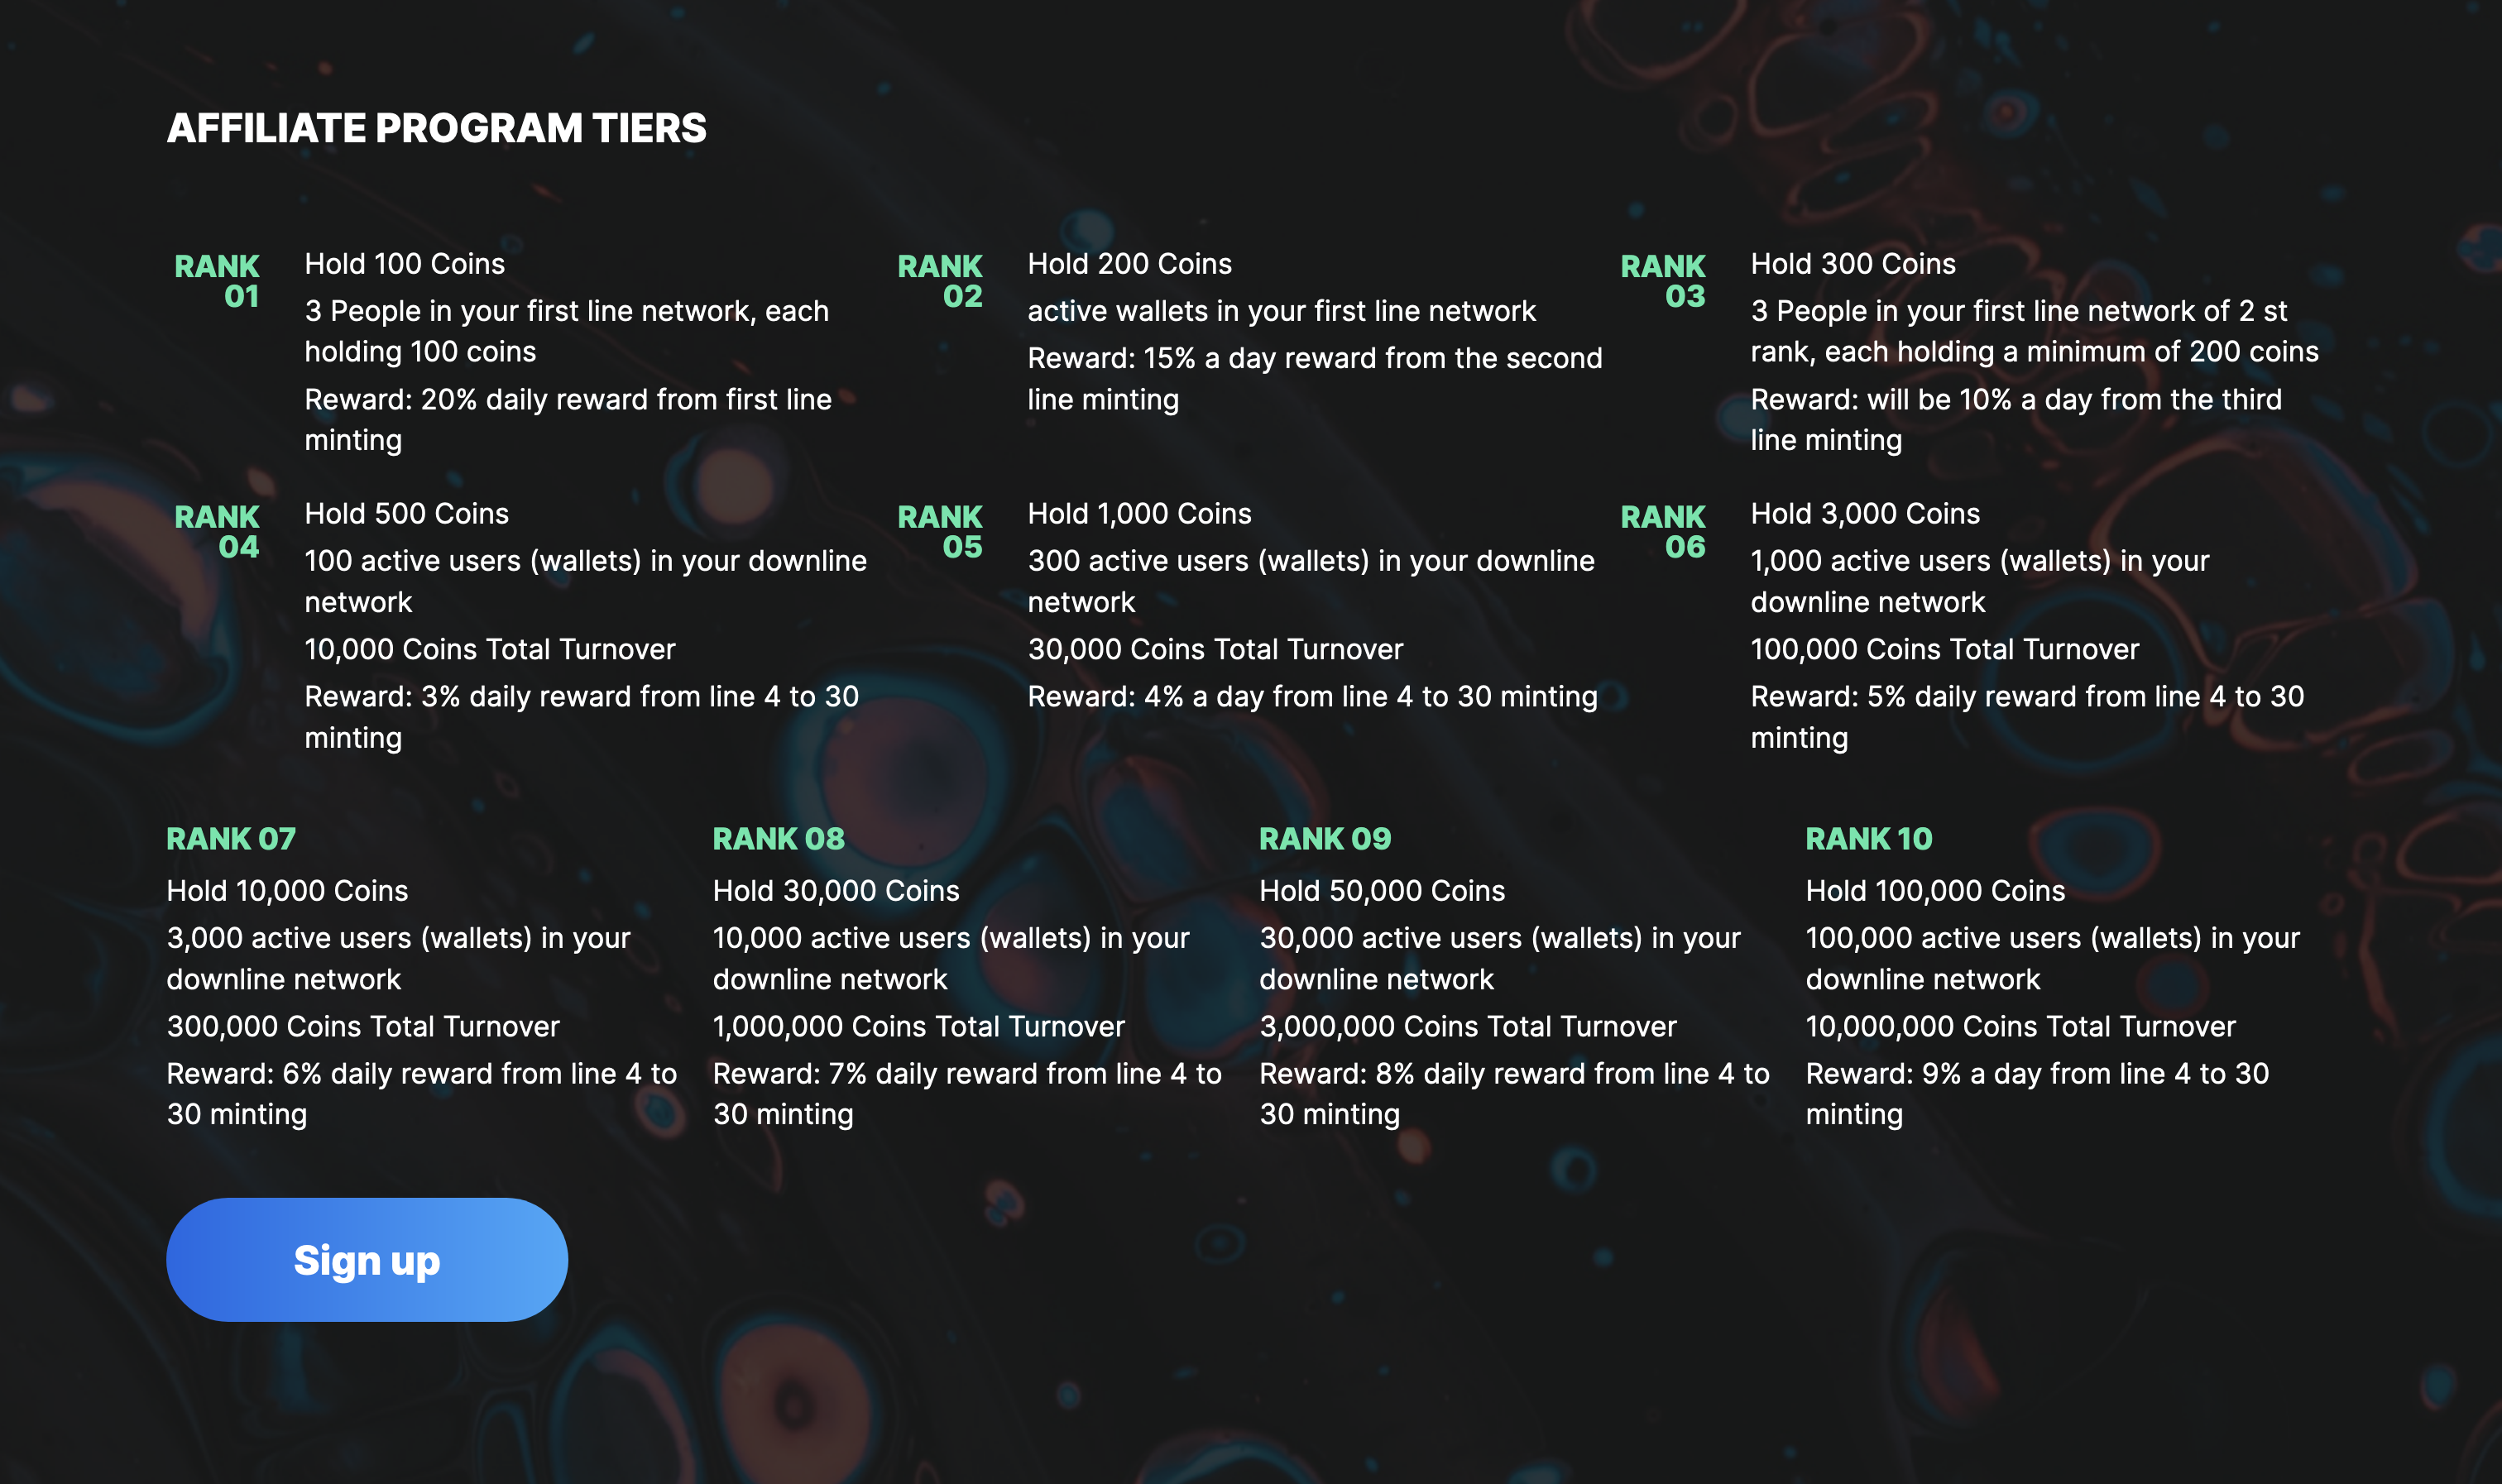 AFFILIATE PROGRAM TIERS
RANK
01
Hold 100 Coins
3 People in your first line network, each
holding 100 coins
Reward: 20% daily reward from first line
minting
RANK
02
Hold 200 Coins
active wallets in your first line network
Reward: 15% a day reward from the second
line minting
RANK
03
Hold 300 Coins
3 People in your first line network of 2 st
rank, each holding a minimum of 200 coins
Reward: will be 10% a day from the third
line minting
RANK
04
Hold 500 Coins
100 active users (wallets) in your downline
network
10,000 Coins Total Turnover
Reward: 3% daily reward from line 4 to 30
minting
RANK
05
Hold 1,000 Coins
300 active users (wallets) in your downline
network
30,000 Coins Total Turnover
Reward: 4% a day from line 4 to 30 minting
RANK
06
Hold 3,000 Coins
1,000 active users (wallets) in your
downline network
100,000 Coins Total Turnover
Reward: 5% daily reward from line 4 to 30
minting
RANK 07
Hold 10,000 Coins
3,000 active users (wallets) in your
downline network
300,000 Coins Total Turnover
Reward: 6% daily reward from line 4 to
30 minting
RANK 08
Hold 30,000 Coins
10,000 active users (wallets) in your
downline network
1,000,000 Coins Total Turnover
Reward: 7% daily reward from line 4 to
30 minting
RANK 09
Hold 50,000 Coins
30,000 active users (wallets) in your
downline network
3,000,000 Coins Total Turnover
Reward: 8% daily reward from line 4 to
30 minting
RANK 10
Hold 100,000 Coins
100,000 active users (wallets) in your
downline network
10,000,000 Coins Total Turnover
Reward: 9% a day from line 4 to 30
minting
Sign up